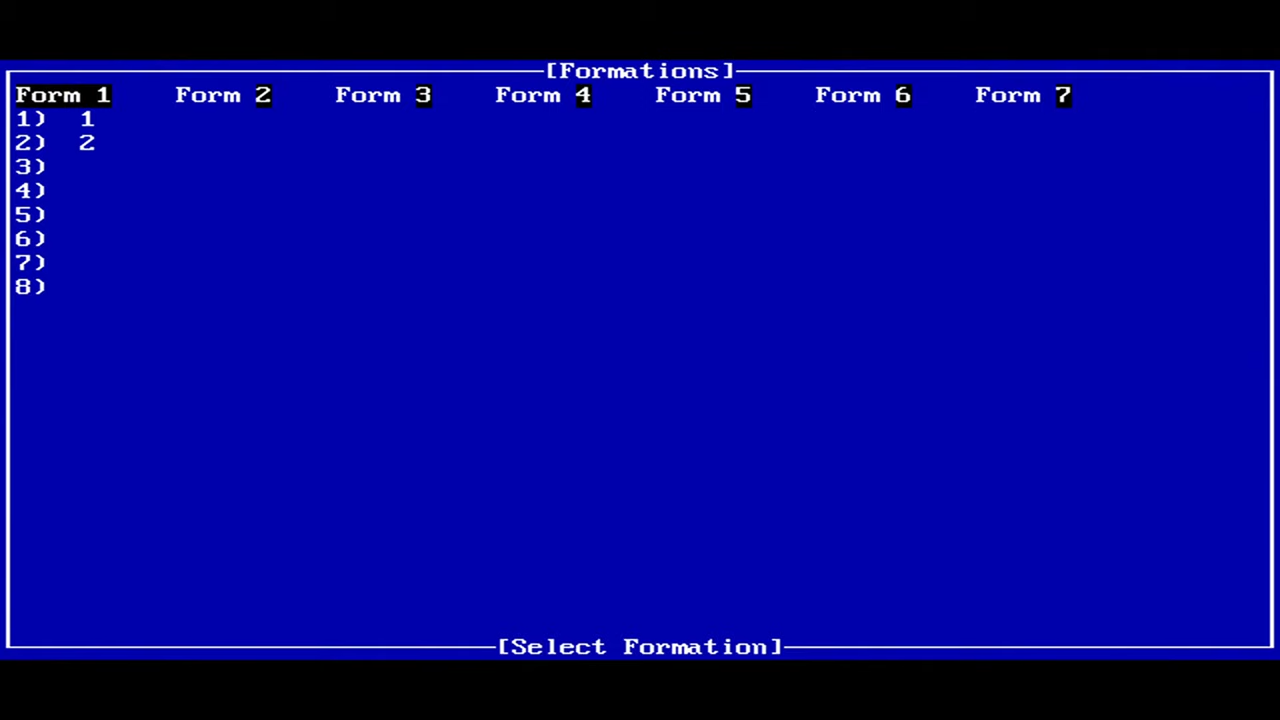 [Formations]
Form 1 Form 2 Form 3 Form 4 Form 5 Form 6 Form 7
1) 1
2) 2
3)
4)
5)
6)
7)
8)
[Select Formation]